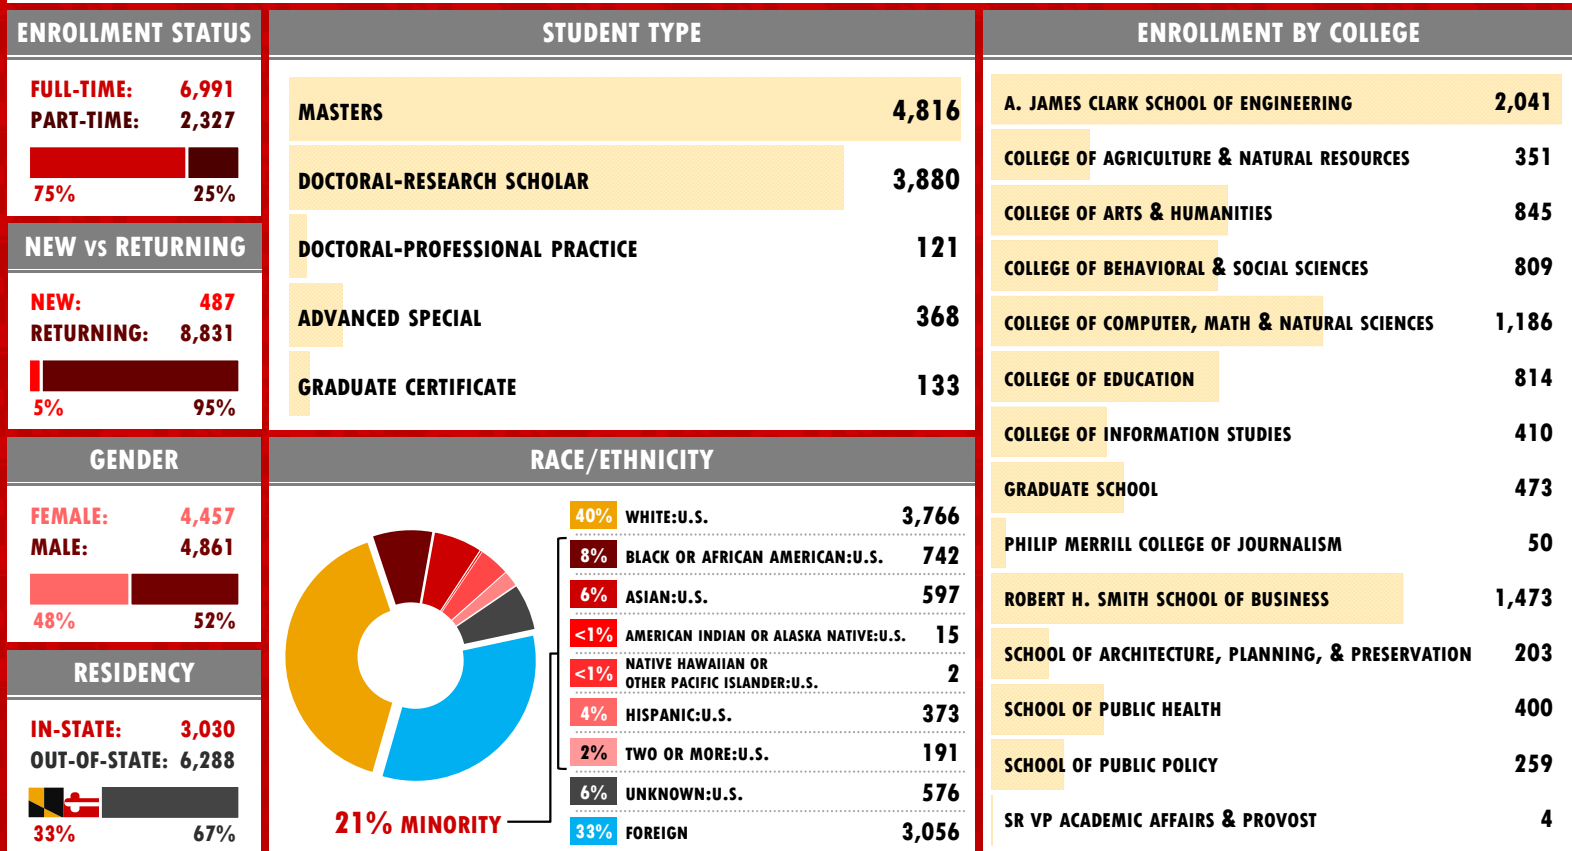 ENROLLMENT STATUS
FULL-TIME: 6,991
PART-TIME: 2,327
75% 25%
NEW VS RETURNING
NEW: 487
RETURNING: 8,831
5% 95%
GENDER
FEMALE: 4,457
MALE: 4,861
48% 52%
RESIDENCY
IN-STATE: 3,030
OUT-OF-STATE: 6,288
33% 67%
STUDENT TYPE
MASTERS 4,816
DOCTORAL-RESEARCH SCHOLAR 3,880
DOCTORAL-PROFESSIONAL PRACTICE 121
ADVANCED SPECIAL 368
GRADUATE CERTIFICATE 133
RACE/ETHNICITY
40% WHITE:U.S. 3,766
8% BLACK OR AFRICAN AMERICAN:U.S. 742
6% ASIAN:U.S. 597
<1% AMERICAN INDIAN OR ALASKA NATIVE:U.S. 15
<1% NATIVE HAWAIIAN OR
OTHER PACIFIC ISLANDER:U.S. 2
4% HISPANIC:U.S. 373
2% TWO OR MORE:U.S. 191
6% UNKNOWN:U.S. 576
33% FOREIGN 3,056
21% MINORITY
ENROLLMENT BY COLLEGE
A. JAMES CLARK SCHOOL OF ENGINEERING 2,041
COLLEGE OF AGRICULTURE & NATURAL RESOURCES 351
COLLEGE OF ARTS & HUMANITIES 845
COLLEGE OF BEHAVIORAL & SOCIAL SCIENCES 809
COLLEGE OF COMPUTER, MATH & NATURAL SCIENCES 1,186
COLLEGE OF EDUCATION 814
COLLEGE OF INFORMATION STUDIES 410
GRADUATE SCHOOL 473
PHILIP MERRILL COLLEGE OF JOURNALISM 50
ROBERT H. SMITH SCHOOL OF BUSINESS 1,473
SCHOOL OF ARCHITECTURE, PLANNING, & PRESERVATION 203
SCHOOL OF PUBLIC HEALTH 400
SCHOOL OF PUBLIC POLICY 259
SR VP ACADEMIC AFFAIRS & PROVOST 4